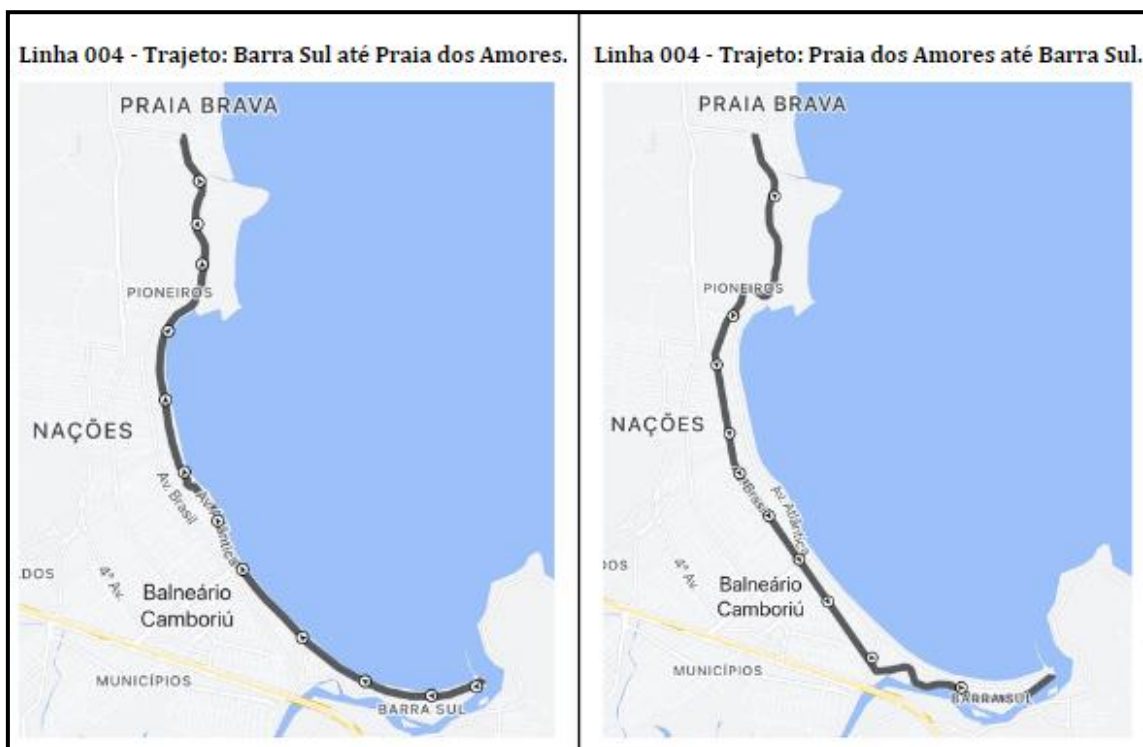 Linha 004 - Trajeto: Barra Sul até Praia dos Amores.
PRAIA BRAVA
PIONEIROS
NAÇÕES
Av. Brasil
Av. Atlântica
4ª Av.
ADOS
Balneário
Camboriú
MUNICÍPIOS
BARRA SUL
Linha 004 - Trajeto: Praia dos Amores até Barra Sul.
PRAIA BRAVA
PIONEIROS
NAÇÕES
Brasil
Av. Atlântica
4ª Av.
DOS
Balneário
Camboriú
MUNICÍPIOS
BARRA SUL